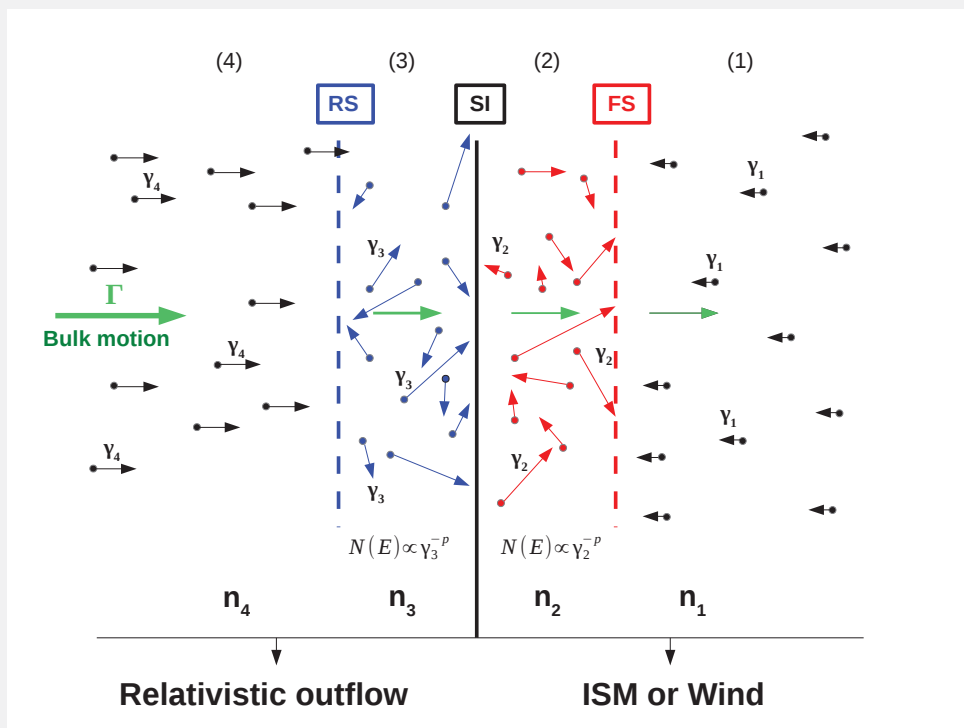 (4) (3) (2) (1)
RS SI FS
γ₄
γ₁
γ₃
γ₂
γ₁
Γ
Bulk motion
γ₄
γ₃
γ₂
γ₁
γ₄
γ₂
γ₃
N(E)∝γ₃⁻ᵖ N(E)∝γ₂⁻ᵖ
n₄ n₃ n₂ n₁
Relativistic outflow ISM or Wind